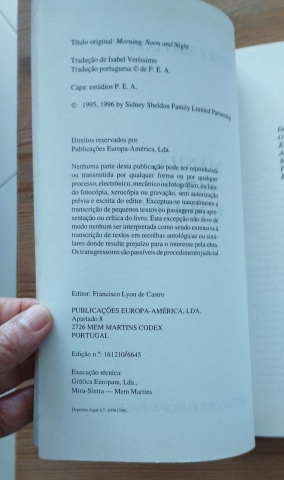 Título original: Morning, Noon and Night
Tradução de Isabel Veríssimo
Tradução portuguesa © de P. E. A.
Capa: estúdios P. E. A.
© 1995, 1996 by Sidney Sheldon Family Limited Partnership
Direitos reservados por
Publicações Europa-América, Lda.
Nenhuma parte desta publicação pode ser reproduzida
ou transmitida por qualquer forma ou por qualquer
processo, electrónico, mecânico ou fotográfico, incluin-
do fotocópia, xerocópia ou gravação, sem autorização
prévia e escrita do editor. Exceptua-se naturalmente a
transcrição de pequenos textos ou passagens para apre-
sentação ou crítica do livro. Esta excepção não deve de
modo nenhum ser interpretada como sendo extensiva à
transcrição de textos em recolhas antológicas ou simi-
lares donde resulte prejuízo para o interesse pela obra.
Os transgressores são passíveis de procedimento judicial
Editor: Francisco Lyon de Castro
PUBLICAÇÕES EUROPA-AMÉRICA, LDA.
Apartado 8
2726 MEM MARTINS CODEX
PORTUGAL
Edição n.º: 161210/6645
Execução técnica:
Gráfica Europam, Lda.,
Mira-Sintra — Mem Martins
Depósito legal n.º: